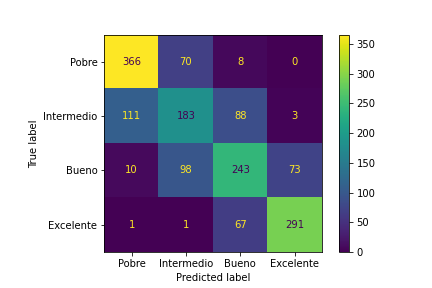 Pobre 366 70 8 0
Intermedio 111 183 88 3
Bueno 10 98 243 73
Excelente 1 1 67 291
Pobre Intermedio Bueno Excelente
Predicted label
True label
350
300
250
200
150
100
50
0